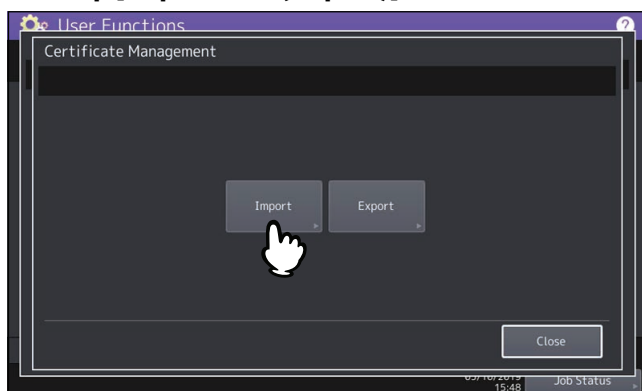 User Functions
?
Certificate Management
Import
Export
Close
15:48
Job Status